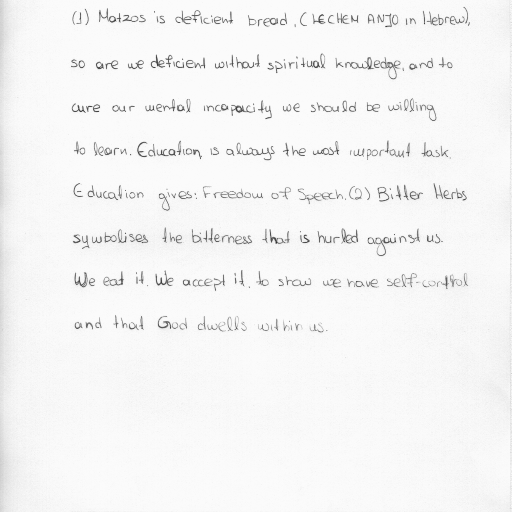 (1) Matzos is deficient bread, (LECHEM ANJO in Hebrew),
so are we deficient without spiritual knowledge, and to
cure our mental incapacity we should be willing
to learn. Education, is always the most important task.
Education gives: Freedom of Speech. (2) Bitter Herbs
symbolises the bitterness that is hurled against us.
We eat it. We accept it, to show we have self-control
and that God dwells within us.